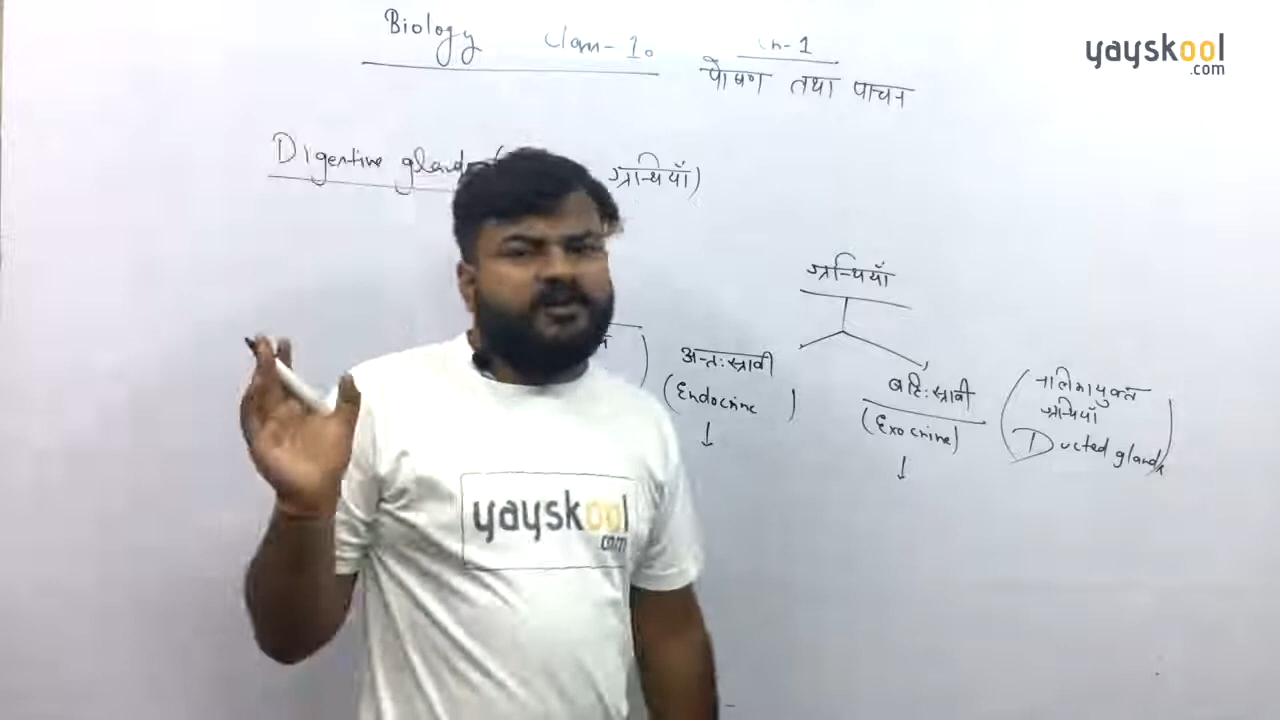 Biology Class-10 Ch-1
पोषण तथा पाचन
yayskool
.com
Digestive glands ( ग्रन्थियाँ)
ग्रन्थियाँ
अन्तःस्त्रावी
(Endocrine )
बहिःस्त्रावी
(Exocrine)
(नलिकायुक्त
ग्रन्थियाँ
Ducted glands)
yayskool
.com